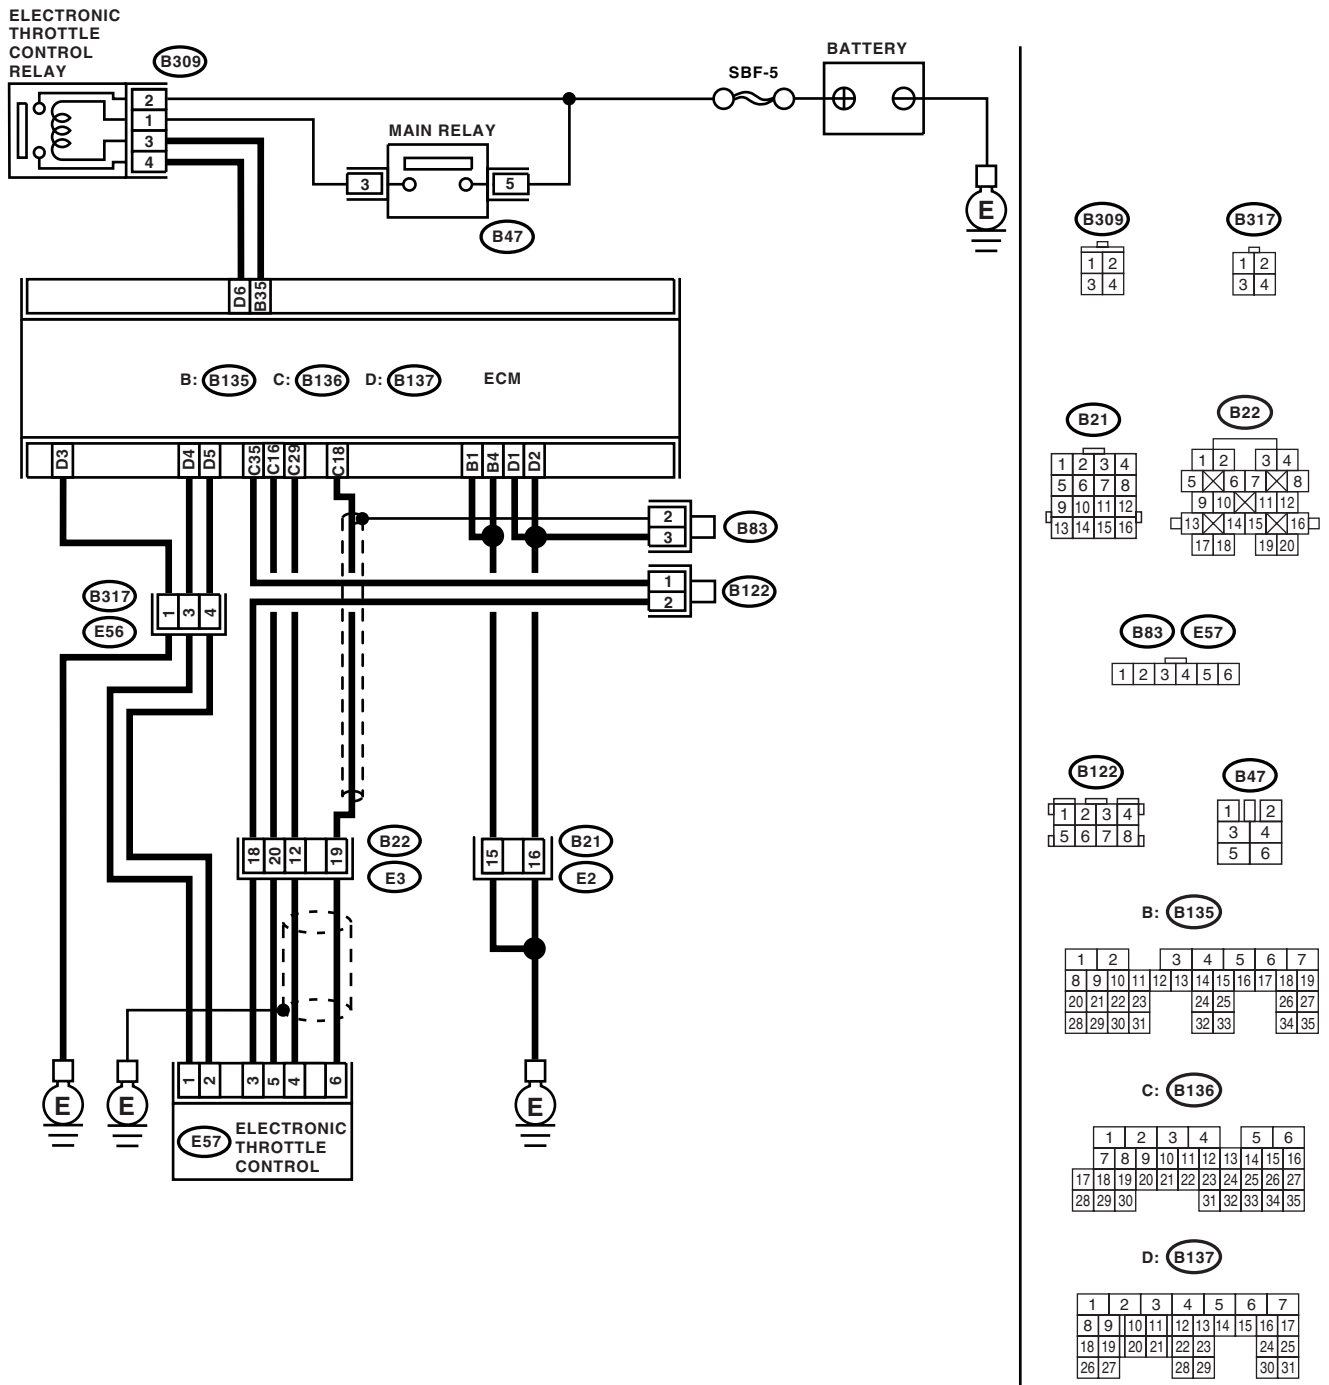 ELECTRONIC
THROTTLE
CONTROL
RELAY
B309
2
1
3
4
MAIN RELAY
3
5
B47
SBF-5
BATTERY
E
D6 B35
B: B135 C: B136 D: B137 ECM
D3 D4 D5 C35 C16 C29 C18 B1 B4 D1 D2
2
3
B83
1
2
B122
B317
E56
1 3 4
18 20 12 19
B22
E3
15 16
B21
E2
E
E
E
1 2 3 5 4 6
E57
ELECTRONIC
THROTTLE
CONTROL
B309
1 2
3 4
B317
1 2
3 4
B21
1 2 3 4
5 6 7 8
9 10 11 12
13 14 15 16
B22
1 2 3 4
5 6 7 8
9 10 11 12
13 14 15 16
17 18 19 20
B83 E57
1 2 3 4 5 6
B122
1 2 3 4
5 6 7 8
B47
1 2
3 4
5 6
B: B135
1 2 3 4 5 6 7
8 9 10 11 12 13 14 15 16 17 18 19
20 21 22 23 24 25 26 27
28 29 30 31 32 33 34 35
C: B136
1 2 3 4 5 6
7 8 9 10 11 12 13 14 15 16
17 18 19 20 21 22 23 24 25 26 27
28 29 30 31 32 33 34 35
D: B137
1 2 3 4 5 6 7
8 9 10 11 12 13 14 15 16 17
18 19 20 21 22 23 24 25
26 27 28 29 30 31